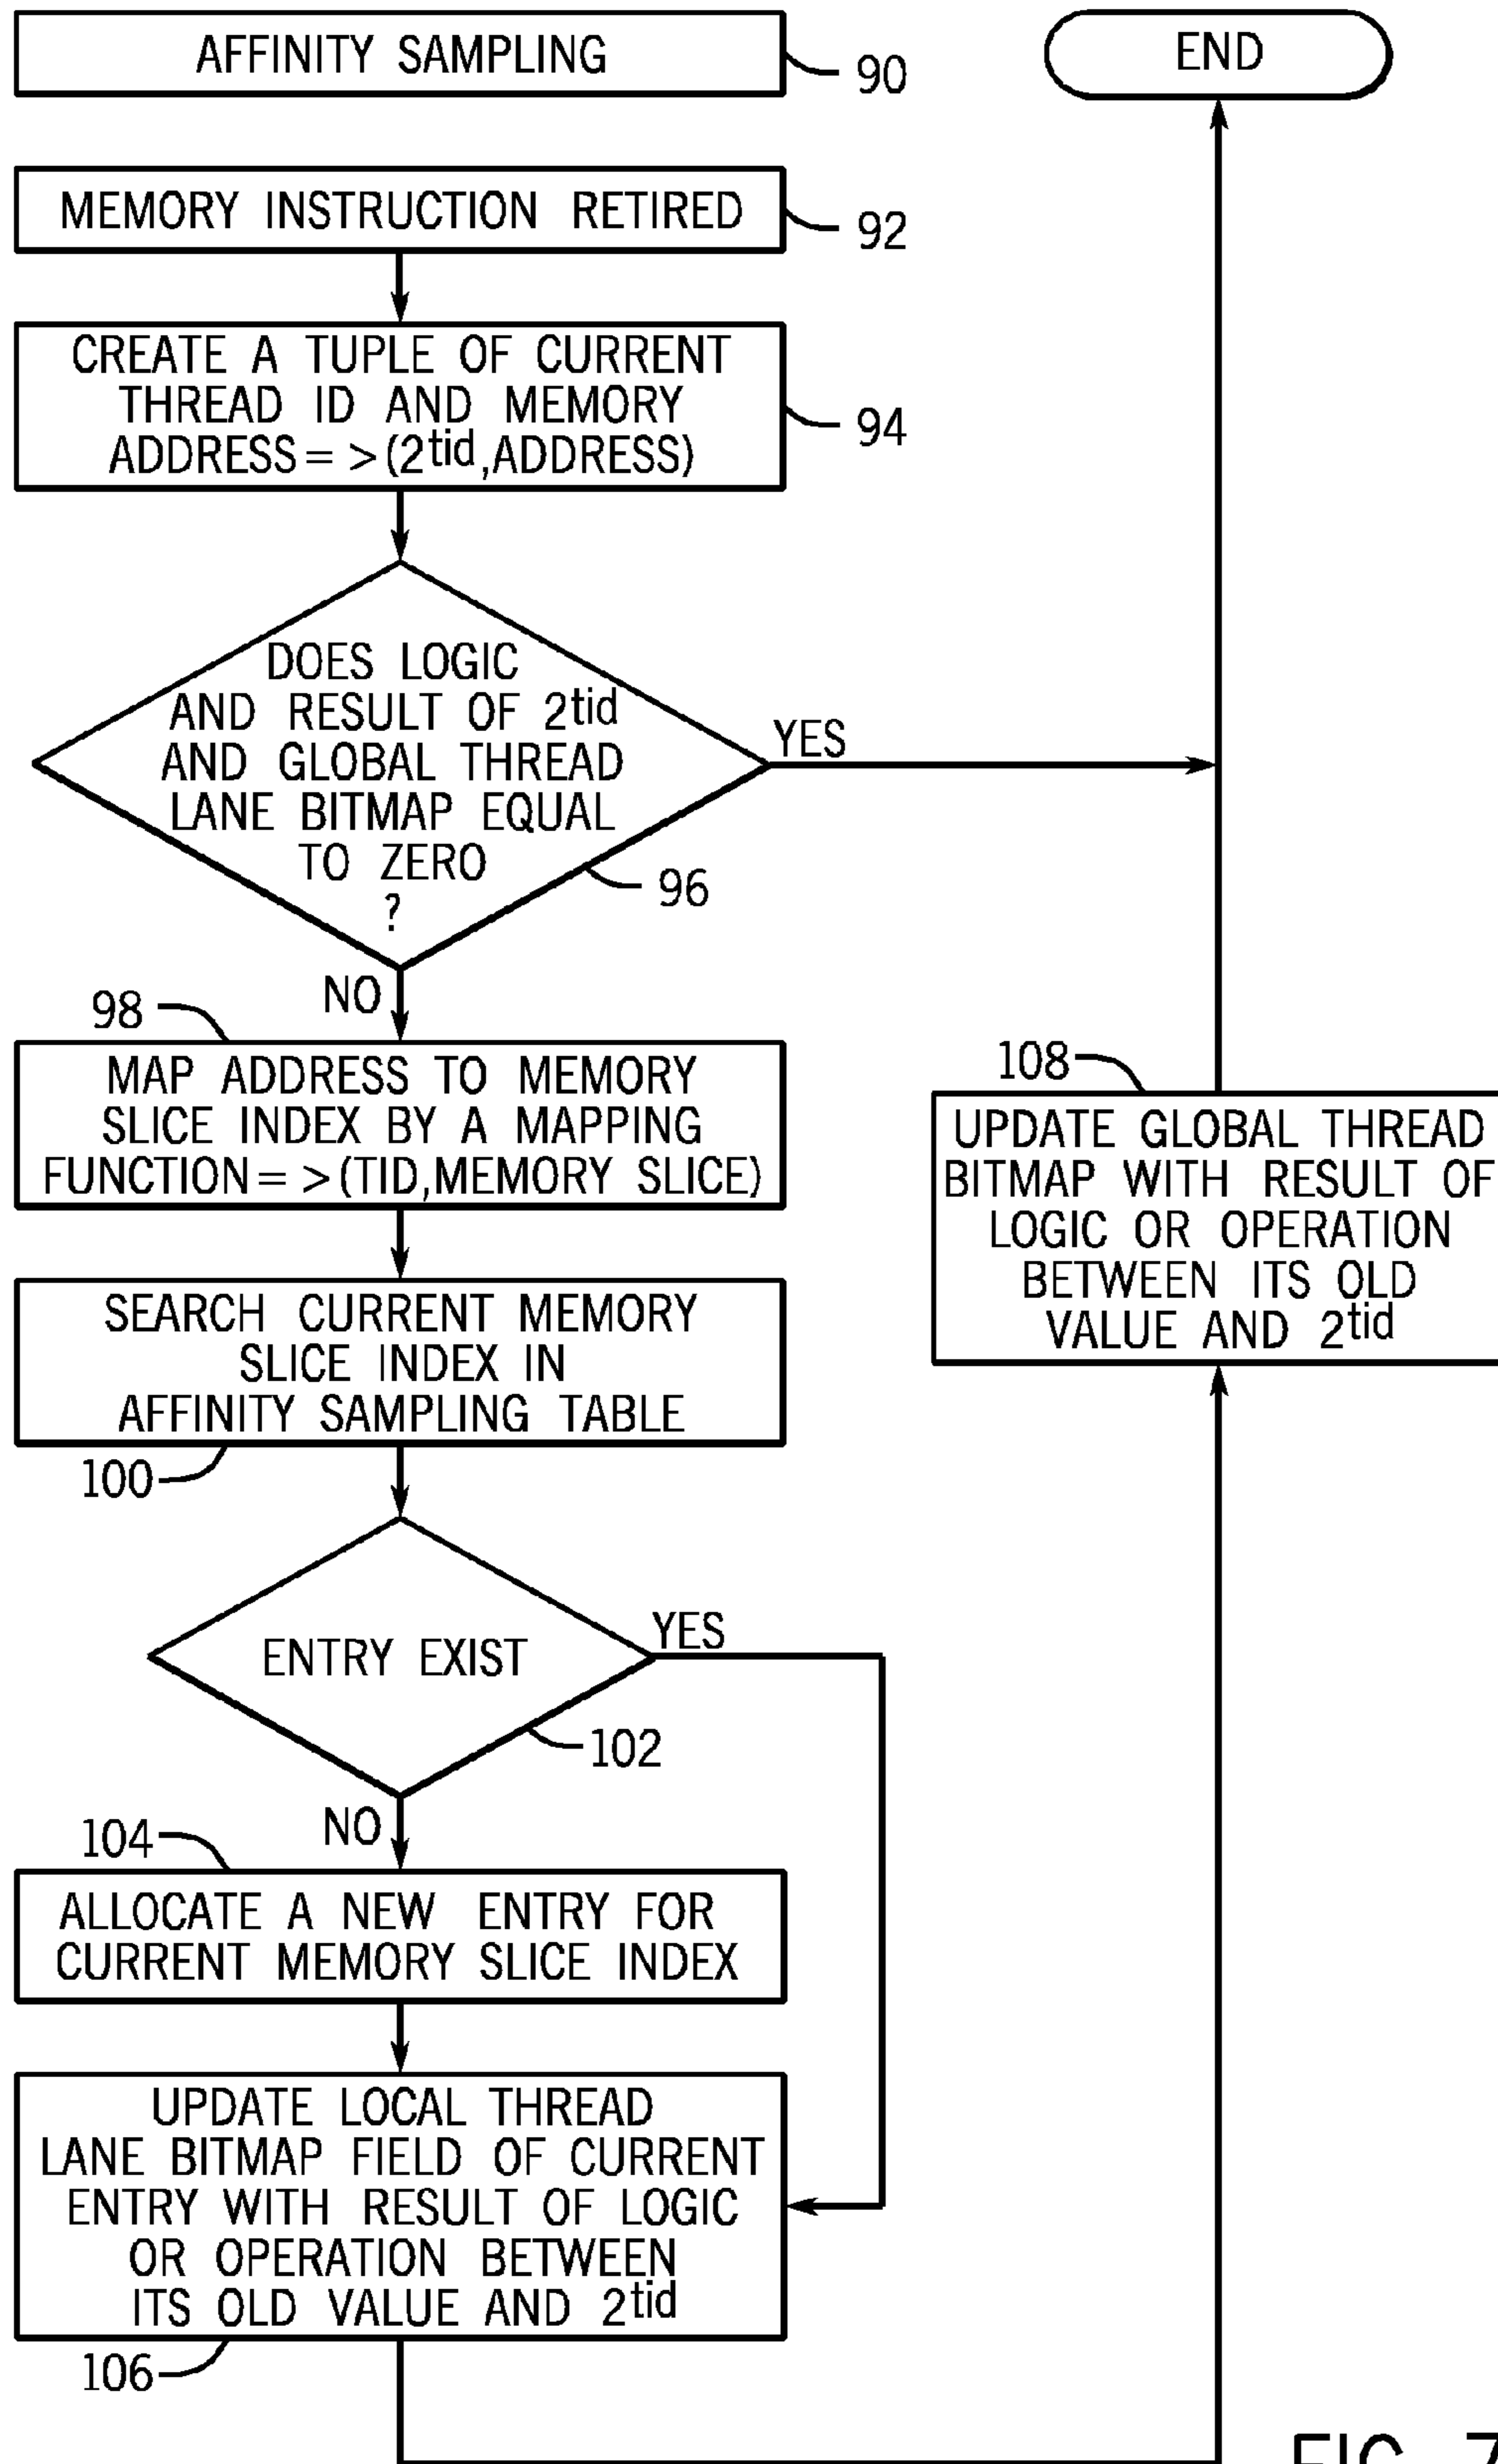 AFFINITY SAMPLING
90
END
MEMORY INSTRUCTION RETIRED
92
CREATE A TUPLE OF CURRENT
THREAD ID AND MEMORY
ADDRESS = >(2tid,ADDRESS)
94
DOES LOGIC
AND RESULT OF 2tid
AND GLOBAL THREAD
LANE BITMAP EQUAL
TO ZERO
?
YES
96
NO
98
MAP ADDRESS TO MEMORY
SLICE INDEX BY A MAPPING
FUNCTION = >(TID,MEMORY SLICE)
108
UPDATE GLOBAL THREAD
BITMAP WITH RESULT OF
LOGIC OR OPERATION
BETWEEN ITS OLD
VALUE AND 2tid
SEARCH CURRENT MEMORY
SLICE INDEX IN
AFFINITY SAMPLING TABLE
100
ENTRY EXIST
YES
102
NO
104
ALLOCATE A NEW ENTRY FOR
CURRENT MEMORY SLICE INDEX
UPDATE LOCAL THREAD
LANE BITMAP FIELD OF CURRENT
ENTRY WITH RESULT OF LOGIC
OR OPERATION BETWEEN
ITS OLD VALUE AND 2tid
106
FIG. 7